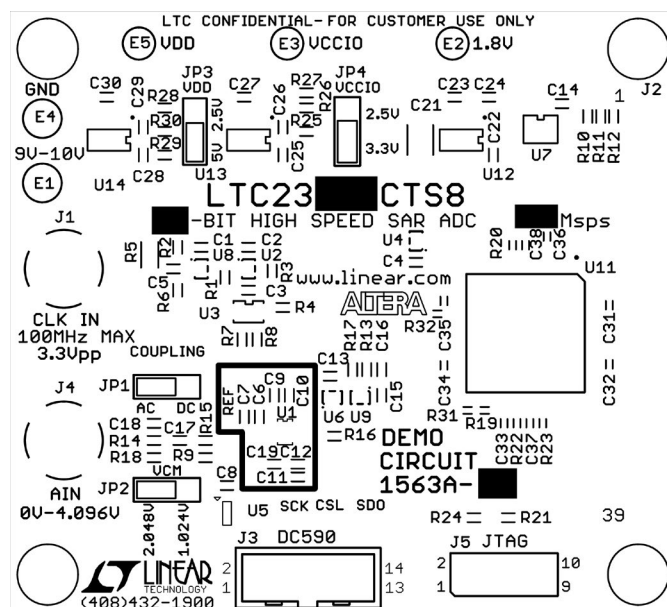 LTC CONFIDENTIAL-FOR CUSTOMER USE ONLY
E5 VDD E3 VCCIO E2 1.8V
GND C30 C29 R28 JP3 VDD C27 C26 R27 R26 JP4 VCCIO C23 C24 C14 J2
E4 R30 2.5V R25 2.5V C21 C22 1
9V-10V R29 5V 3.3V R10 R11 R12
E1 U14 C28 U13 C25 U12 U7
LTC23 CTS8
J1 -BIT HIGH SPEED SAR ADC Msps
R5 R2 C1 C2 U4 R20 C38 C36
U8 U2 C4 U11
C5 R1 R3 www.linear.com
R6 C3 ALTERA
U3 R4 R32 C35 C31
CLK IN
100MHz MAX R7 R8 R17 R13 C16
3.3Vpp
COUPLING C13 C34 C32
J4 JP1 REF C7 C6 C9 C10 C15
AC DC R15 U1 U6 U9 R31 R19
C18 R14 C17 R16 DEMO C33 R22 C37 R23
R18 R9 C19 C12 CIRCUIT
VCM C11 1563A-
AIN JP2 C8
0V-4.096V U5 SCK CSL SDO
2.048V 1.024V R24 R21 39
J3 DC590 J5 JTAG
LINEAR 2 14 2 10
TECHNOLOGY 1 13 1 9
(408)432-1900